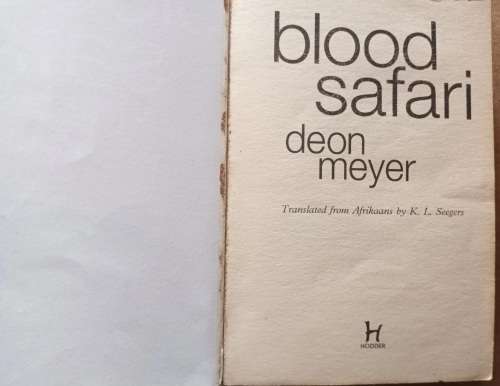 blood
safari
deon
meyer
Translated from Afrikaans by K. L. Seegers
H
HODDER